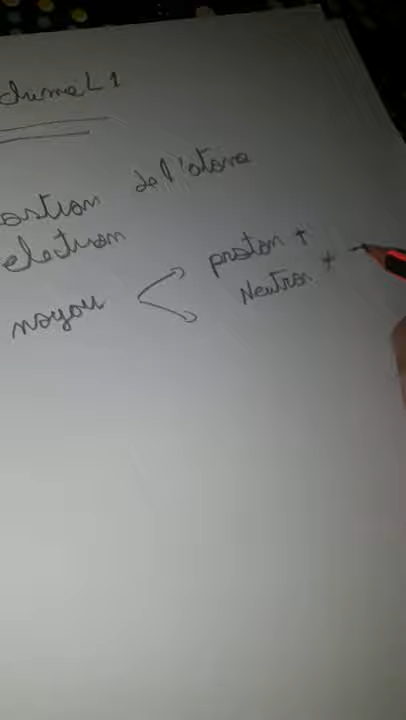 L1
de l'atome
electron
noyau proton +
Neutron + -